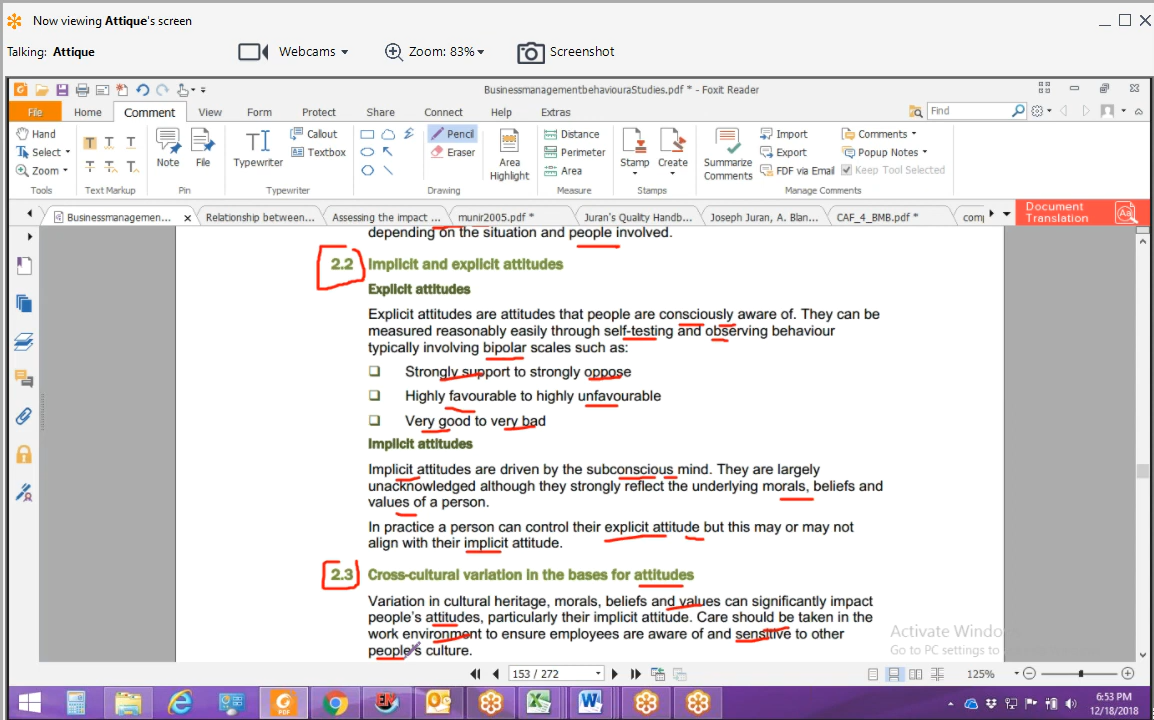 Now viewing Attique's screen
Talking: Attique
Webcams
Zoom: 83%
Screenshot
BusinessmanagementbehaviouraStudies.pdf * - Foxit Reader
File Home Comment View Form Protect Share Connect Help Extras
Find
Hand
Select
Zoom
Tools
T T T
T T T
Text Markup
Note
File
Pin
Typewriter
Callout
Textbox
Typewriter
Pencil
Eraser
Drawing
Area
Highlight
Distance
Perimeter
Area
Measure
Stamp
Create
Stamps
Summarize
Comments
Import
Export
FDF via Email
Comments
Popup Notes
Keep Tool Selected
Manage Comments
Businessmanagemen...
Relationship between...
Assessing the impact ...
munir2005.pdf *
Juran's Quality Handb...
Joseph Juran, A. Blan...
CAF_4_BMB.pdf *
comp
Document
Translation
depending on the situation and people involved.
2.2 Implicit and explicit attitudes
Explicit attitudes
Explicit attitudes are attitudes that people are consciously aware of. They can be
measured reasonably easily through self-testing and observing behaviour
typically involving bipolar scales such as:
Strongly support to strongly oppose
Highly favourable to highly unfavourable
Very good to very bad
Implicit attitudes
Implicit attitudes are driven by the subconscious mind. They are largely
unacknowledged although they strongly reflect the underlying morals, beliefs and
values of a person.
In practice a person can control their explicit attitude but this may or may not
align with their implicit attitude.
2.3 Cross-cultural variation in the bases for attitudes
Variation in cultural heritage, morals, beliefs and values can significantly impact
people's attitudes, particularly their implicit attitude. Care should be taken in the
work environment to ensure employees are aware of and sensitive to other
people's culture.
Activate Windo
Go to PC settings to
153 / 272
125%
PDF
6:53 PM
12/18/2018